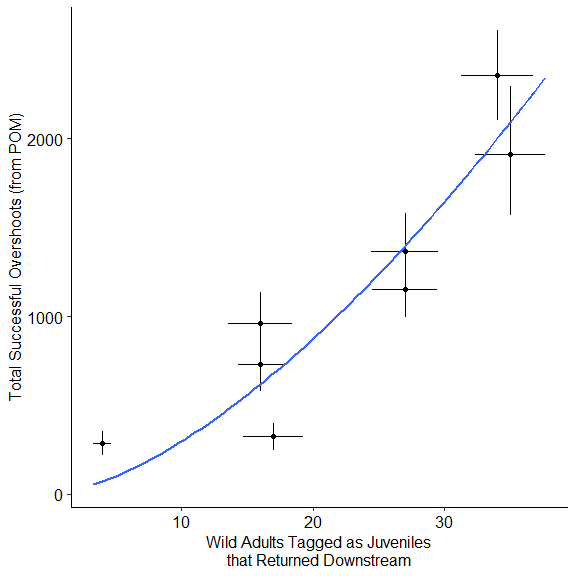 Total Successful Overshoots (from POM)
2000
1000
0
10 20 30
Wild Adults Tagged as Juveniles
that Returned Downstream